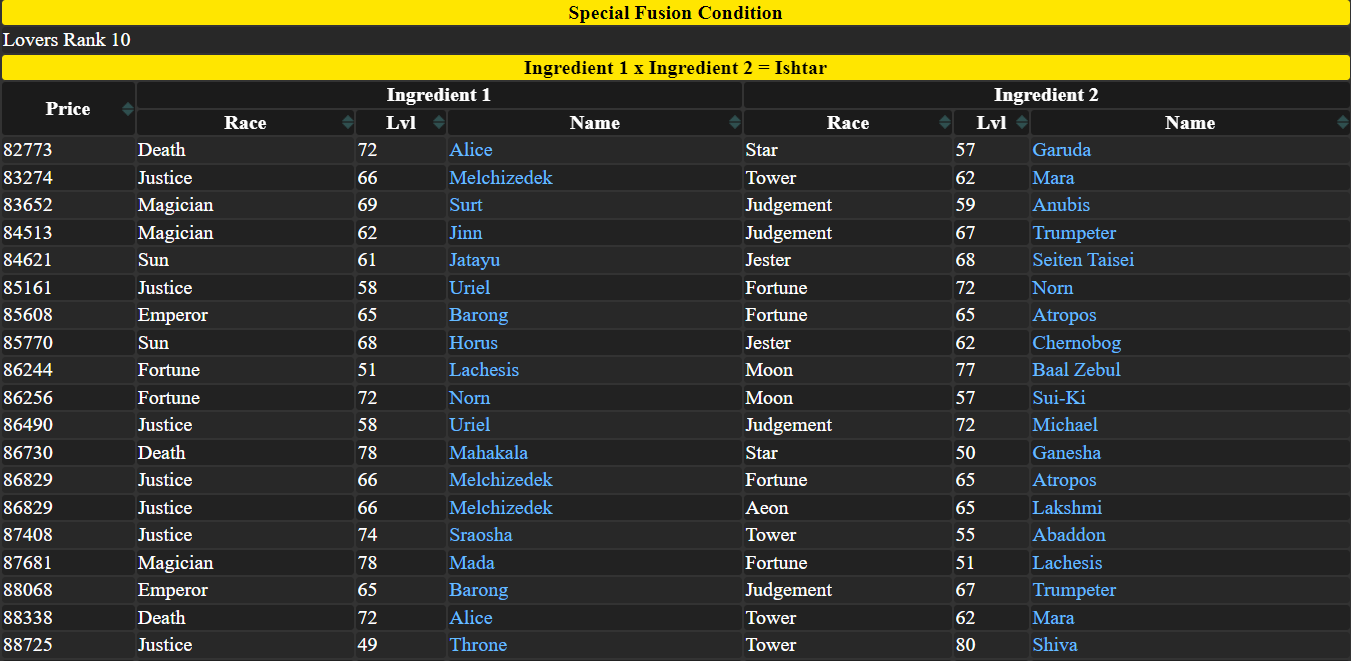 Special Fusion Condition
Lovers Rank 10
Ingredient 1 x Ingredient 2 = Ishtar
Price Ingredient 1 Ingredient 2
Race Lvl Name Race Lvl Name
82773 Death 72 Alice Star 57 Garuda
83274 Justice 66 Melchizedek Tower 62 Mara
83652 Magician 69 Surt Judgement 59 Anubis
84513 Magician 62 Jinn Judgement 67 Trumpeter
84621 Sun 61 Jatayu Jester 68 Seiten Taisei
85161 Justice 58 Uriel Fortune 72 Norn
85608 Emperor 65 Barong Fortune 65 Atropos
85770 Sun 68 Horus Jester 62 Chernobog
86244 Fortune 51 Lachesis Moon 77 Baal Zebul
86256 Fortune 72 Norn Moon 57 Sui-Ki
86490 Justice 58 Uriel Judgement 72 Michael
86730 Death 78 Mahakala Star 50 Ganesha
86829 Justice 66 Melchizedek Fortune 65 Atropos
86829 Justice 66 Melchizedek Aeon 65 Lakshmi
87408 Justice 74 Sraosha Tower 55 Abaddon
87681 Magician 78 Mada Fortune 51 Lachesis
88068 Emperor 65 Barong Judgement 67 Trumpeter
88338 Death 72 Alice Tower 62 Mara
88725 Justice 49 Throne Tower 80 Shiva